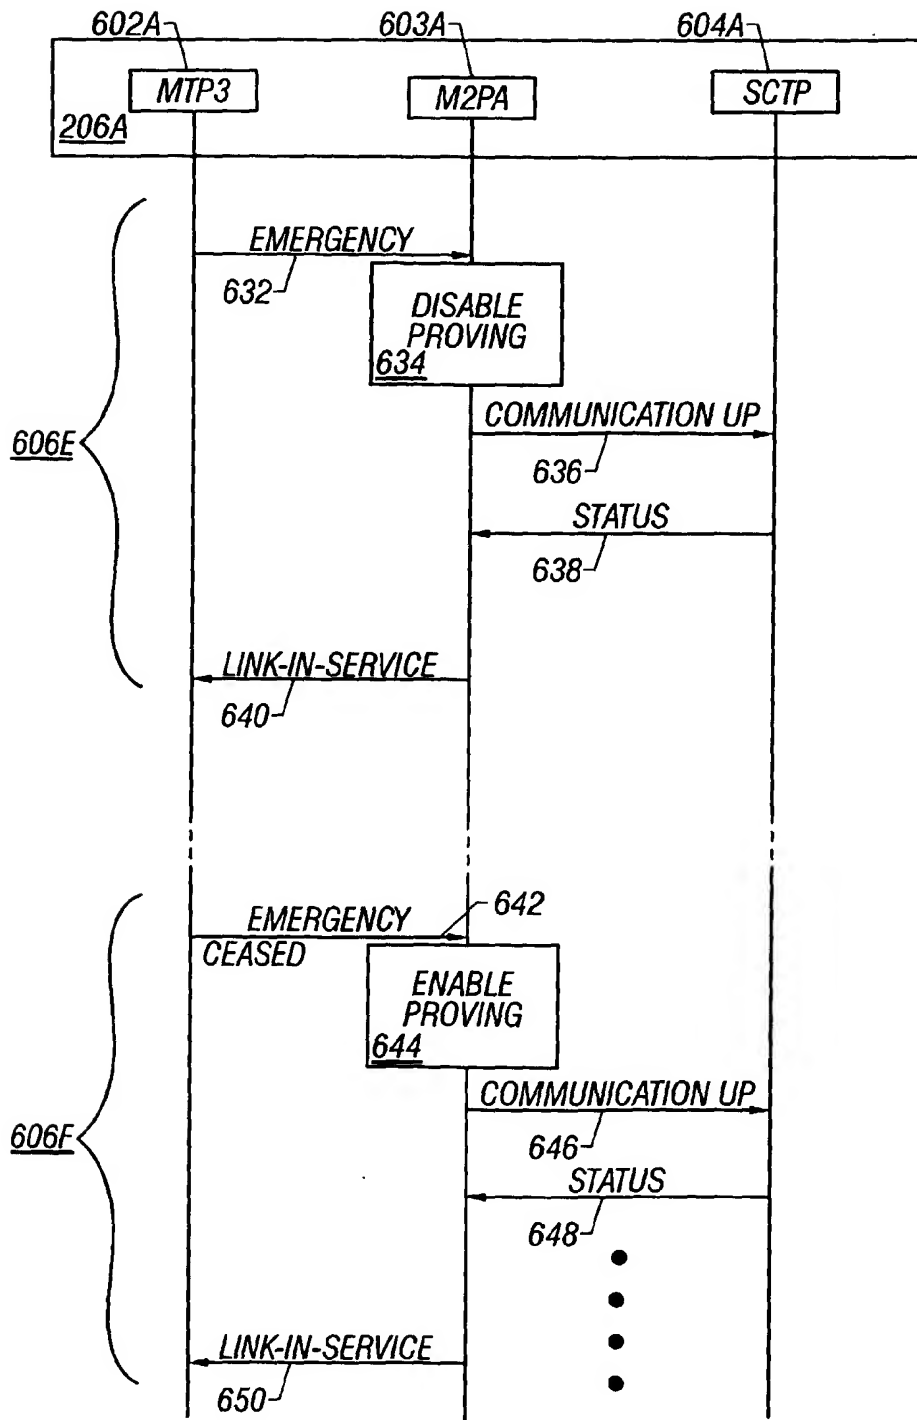 602A
603A
604A
MTP3
M2PA
SCTP
206A
EMERGENCY
632
DISABLE
PROVING
634
606E
COMMUNICATION UP
636
STATUS
638
LINK-IN-SERVICE
640
EMERGENCY
642
CEASED
ENABLE
PROVING
644
COMMUNICATION UP
646
606F
STATUS
648
LINK-IN-SERVICE
650